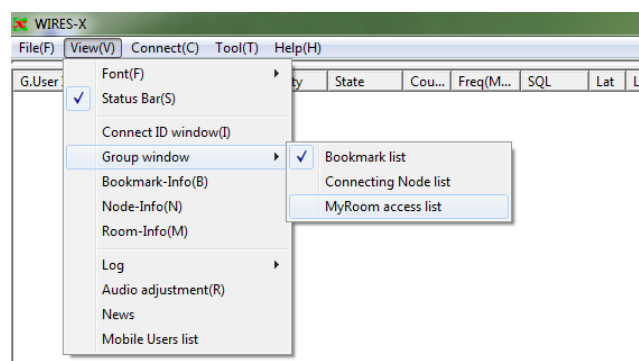 WIRES-X
File(F) View(V) Connect(C) Tool(T) Help(H)
G.User ty State Cou... Freq(M... SQL Lat L
Font(F)
Status Bar(S)
Connect ID window(I)
Group window Bookmark list
Bookmark-Info(B) Connecting Node list
Node-Info(N) MyRoom access list
Room-Info(M)
Log
Audio adjustment(R)
News
Mobile Users list